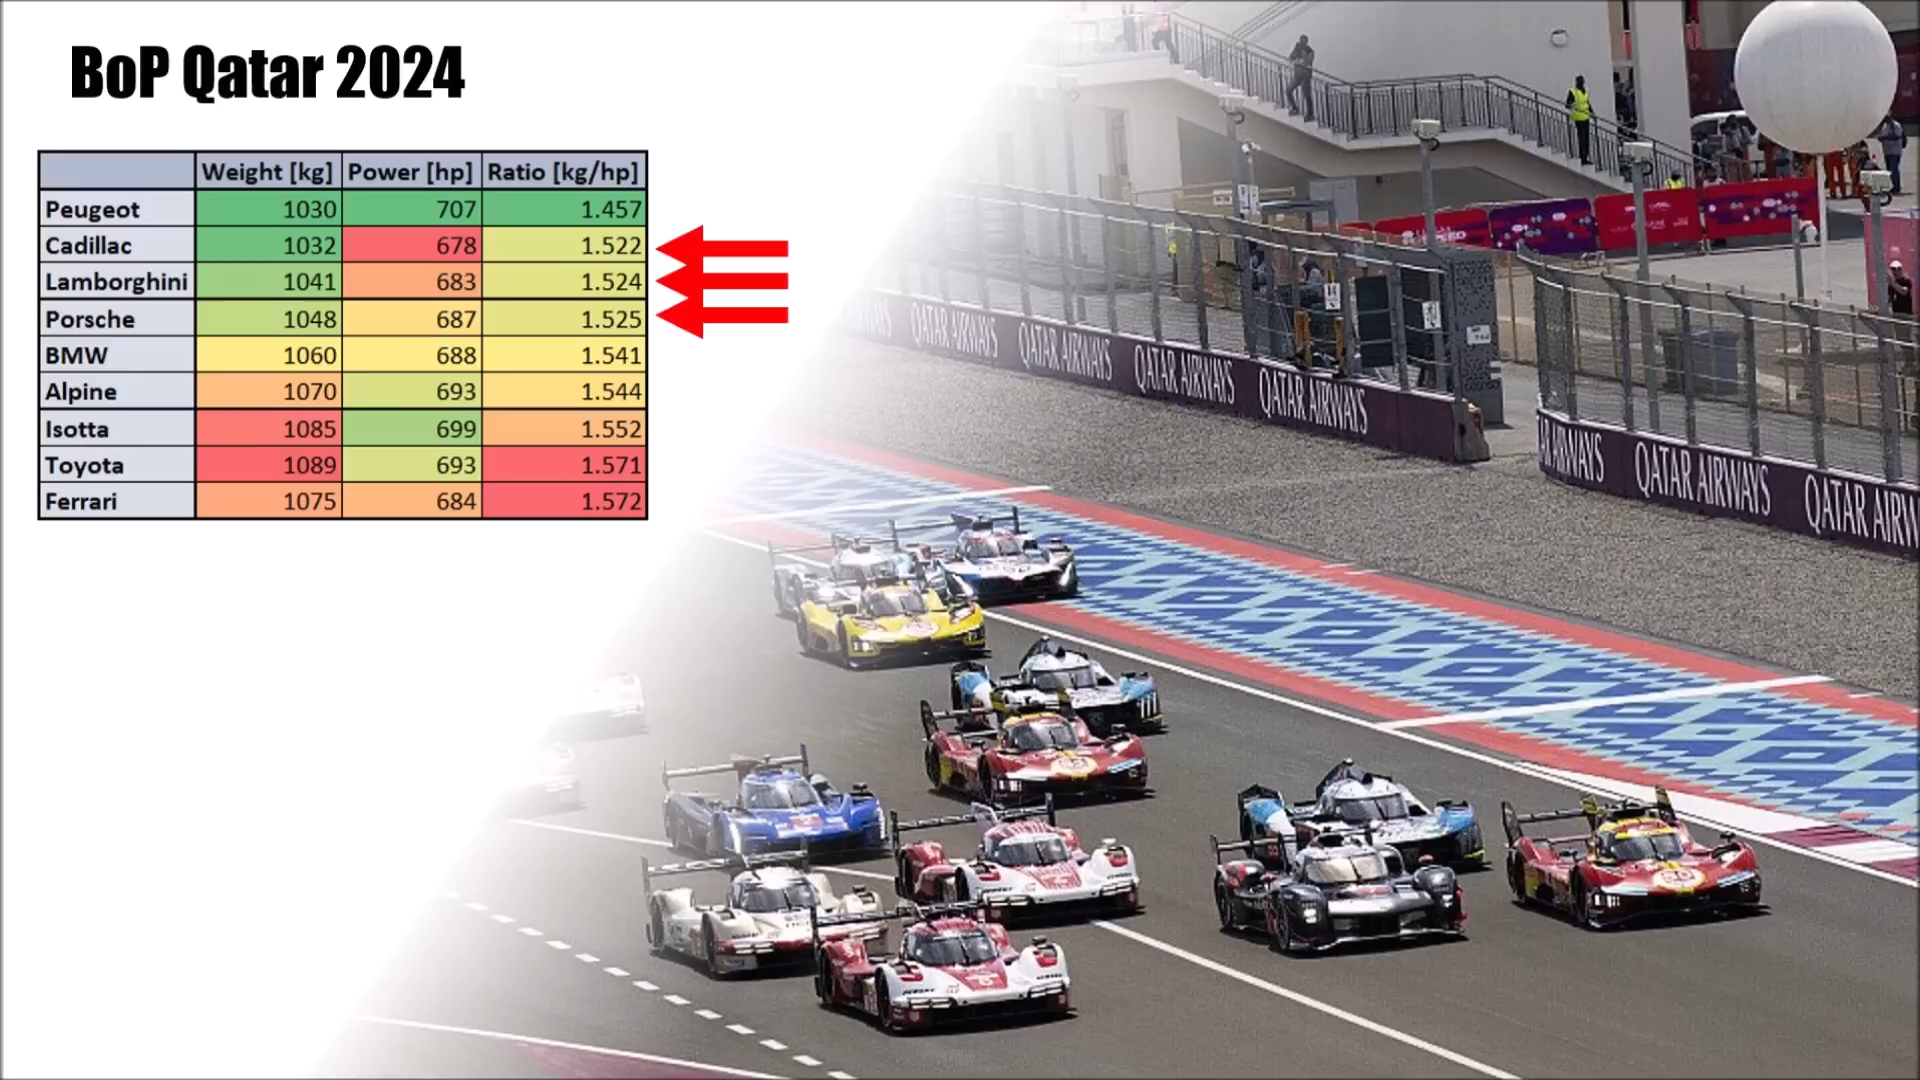 BoP Qatar 2024
Weight [kg] Power [hp] Ratio [kg/hp]
Peugeot 1030 707 1.457
Cadillac 1032 678 1.522
Lamborghini 1041 683 1.524
Porsche 1048 687 1.525
BMW 1060 688 1.541
Alpine 1070 693 1.544
Isotta 1085 699 1.552
Toyota 1089 693 1.571
Ferrari 1075 684 1.572
QATAR AIRWAYS QATAR AIRWAYS QATAR AIRWAYS QATAR AIRWAYS
AIRWAYS QATAR AIRWAYS QATAR AIRW